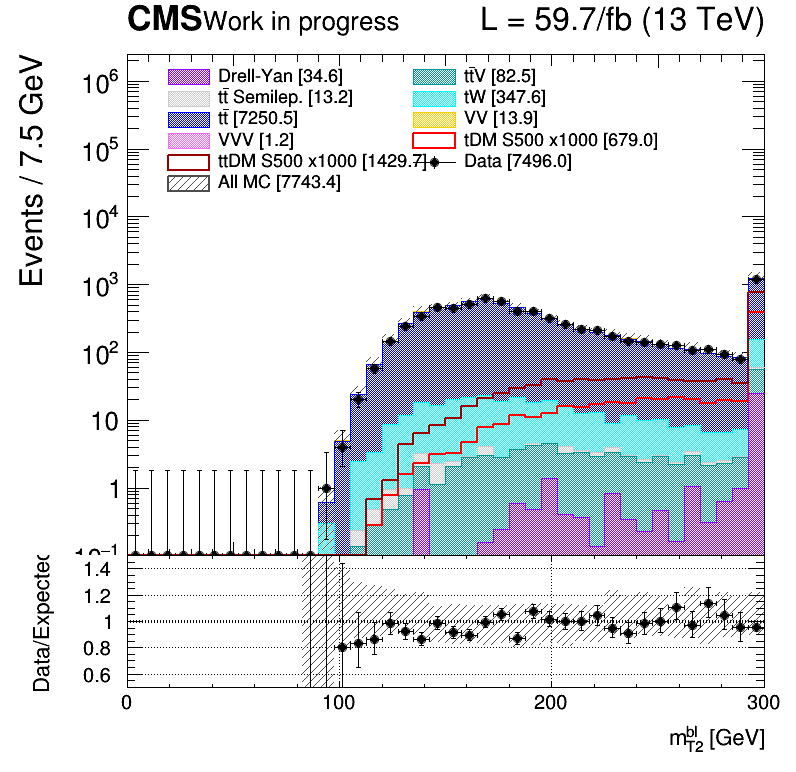 CMS Work in progress L = 59.7/fb (13 TeV)
Events / 7.5 GeV
10⁶
10⁵
10⁴
10³
10²
10
1
10⁻¹
Drell-Yan [34.6] tt̄V [82.5]
tt̄ Semilep. [13.2] tW [347.6]
tt̄ [7250.5] VV [13.9]
VVV [1.2] tDM S500 x1000 [679.0]
ttDM S500 x1000 [1429.7] Data [7496.0]
All MC [7743.4]
Data/Expected
1.4
1.2
1
0.8
0.6
0 100 200 300
m_{T2}^{bl} [GeV]